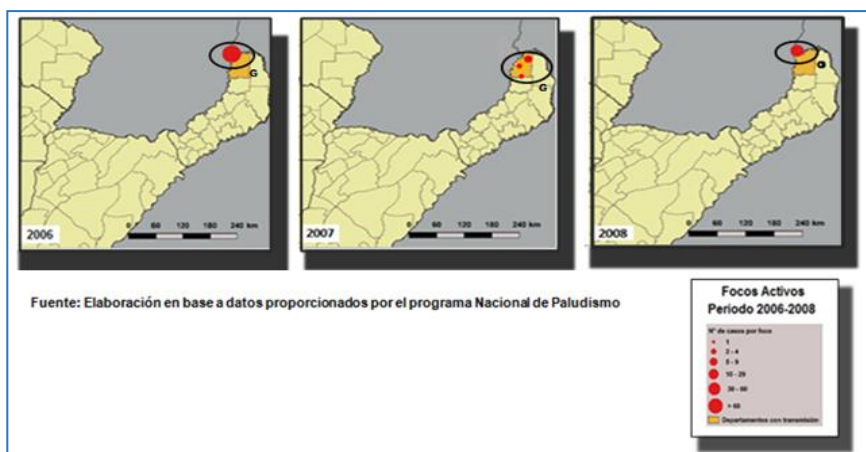 G
2006
0 60 120 180 240 km
G
2007
0 60 120 180 240 km
G
2008
0 60 120 180 240 km
Fuente: Elaboración en base a datos proporcionados por el programa Nacional de Paludismo
Focos Activos
Periodo 2006-2008
N° de casos por foco
1
2 - 4
5 - 9
10 - 29
30 - 60
> 60
Departamentos con transmisión